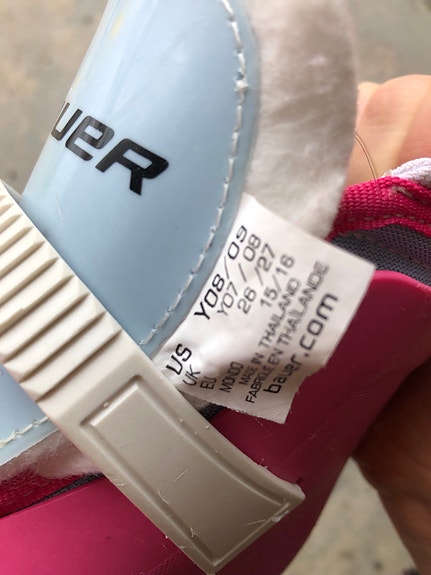 aueR
US Y08/09
UK Y07/08
EU 26/27
MONDO 15/16
MADE IN THAILAND
FABRIQUÉ EN THAÏLANDE
bauer.com